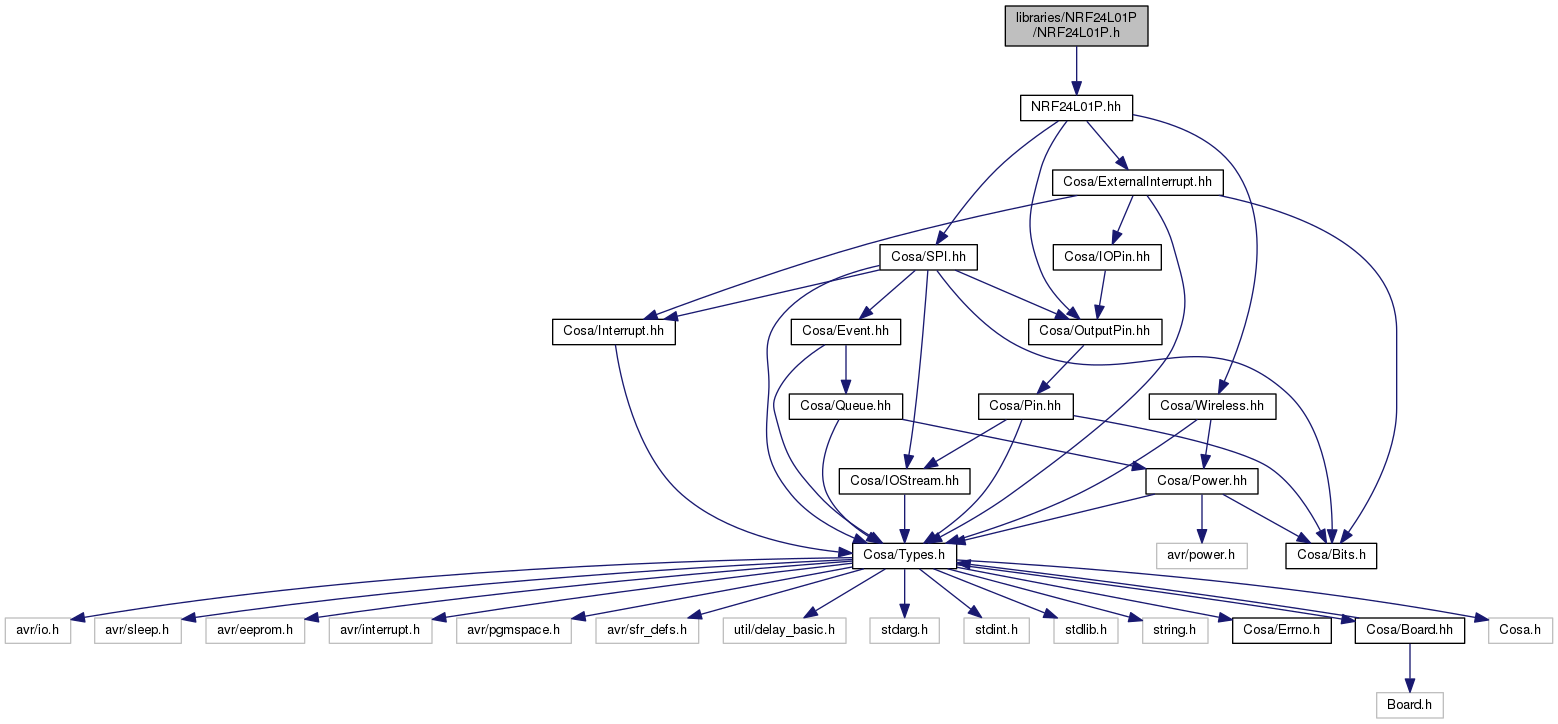 libraries/NRF24L01P
/NRF24L01P.h
NRF24L01P.hh
Cosa/ExternalInterrupt.hh
Cosa/SPI.hh
Cosa/IOPin.hh
Cosa/Interrupt.hh
Cosa/Event.hh
Cosa/OutputPin.hh
Cosa/Queue.hh
Cosa/Pin.hh
Cosa/Wireless.hh
Cosa/IOStream.hh
Cosa/Power.hh
Cosa/Types.h
avr/power.h
Cosa/Bits.h
avr/io.h
avr/sleep.h
avr/eeprom.h
avr/interrupt.h
avr/pgmspace.h
avr/sfr_defs.h
util/delay_basic.h
stdarg.h
stdint.h
stdlib.h
string.h
Cosa/Errno.h
Cosa/Board.hh
Cosa.h
Board.h